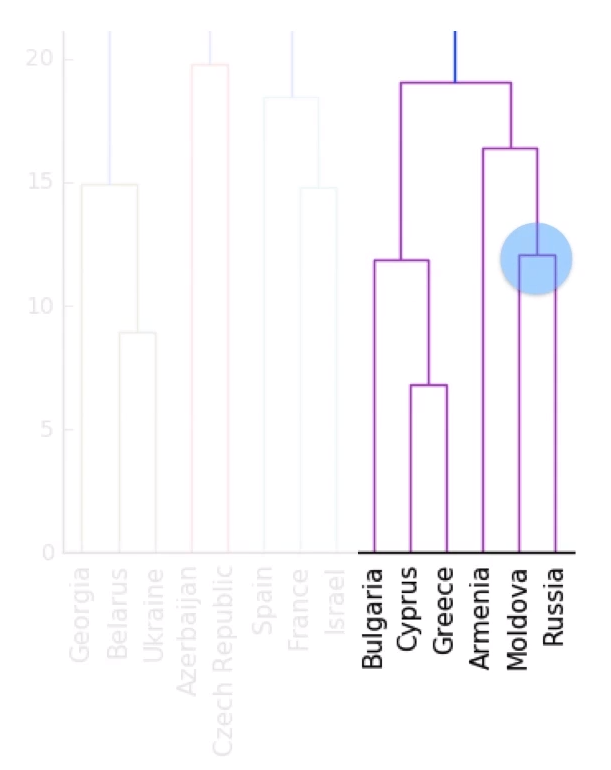 20
15
10
5
0
Georgia
Belarus
Ukraine
Azerbaijan
Czech Republic
Spain
France
Israel
Bulgaria
Cyprus
Greece
Armenia
Moldova
Russia